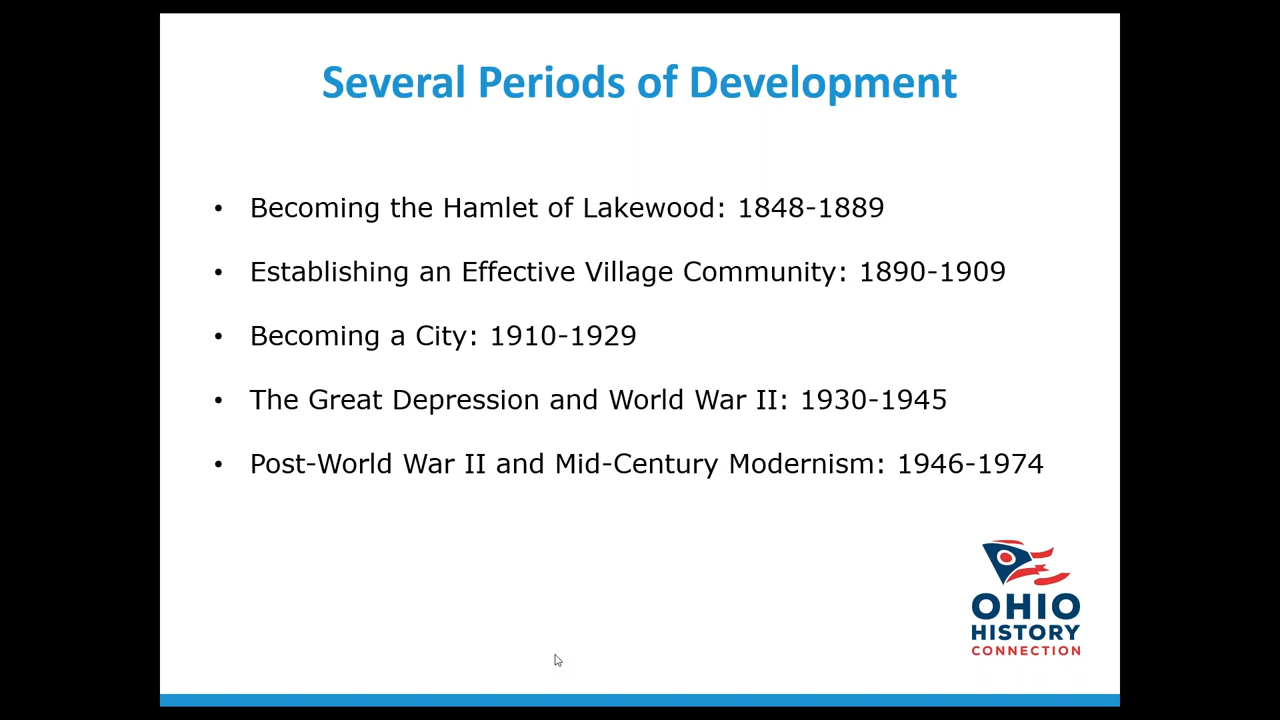 Several Periods of Development
• Becoming the Hamlet of Lakewood: 1848-1889
• Establishing an Effective Village Community: 1890-1909
• Becoming a City: 1910-1929
• The Great Depression and World War II: 1930-1945
• Post-World War II and Mid-Century Modernism: 1946-1974
OHIO
HISTORY
CONNECTION